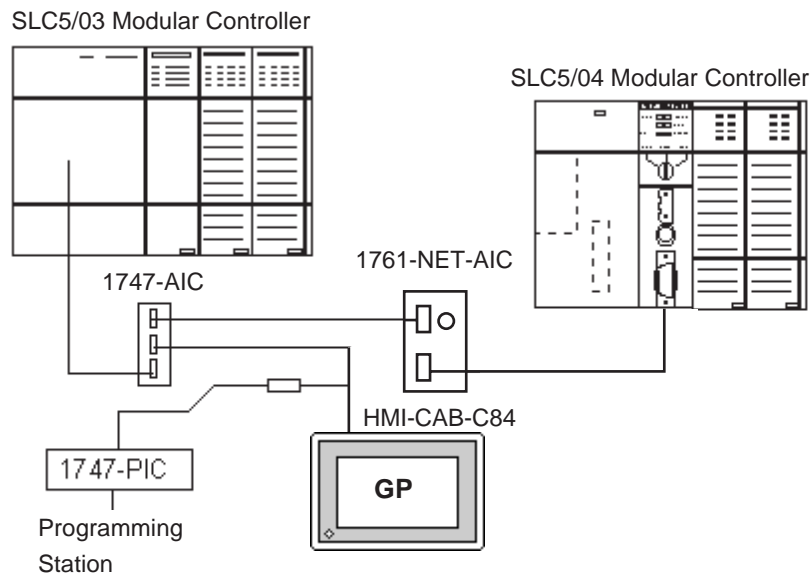 SLC5/03 Modular Controller
SLC5/04 Modular Controller
1747-AIC
1761-NET-AIC
HMI-CAB-C84
1747-PIC
GP
Programming
Station